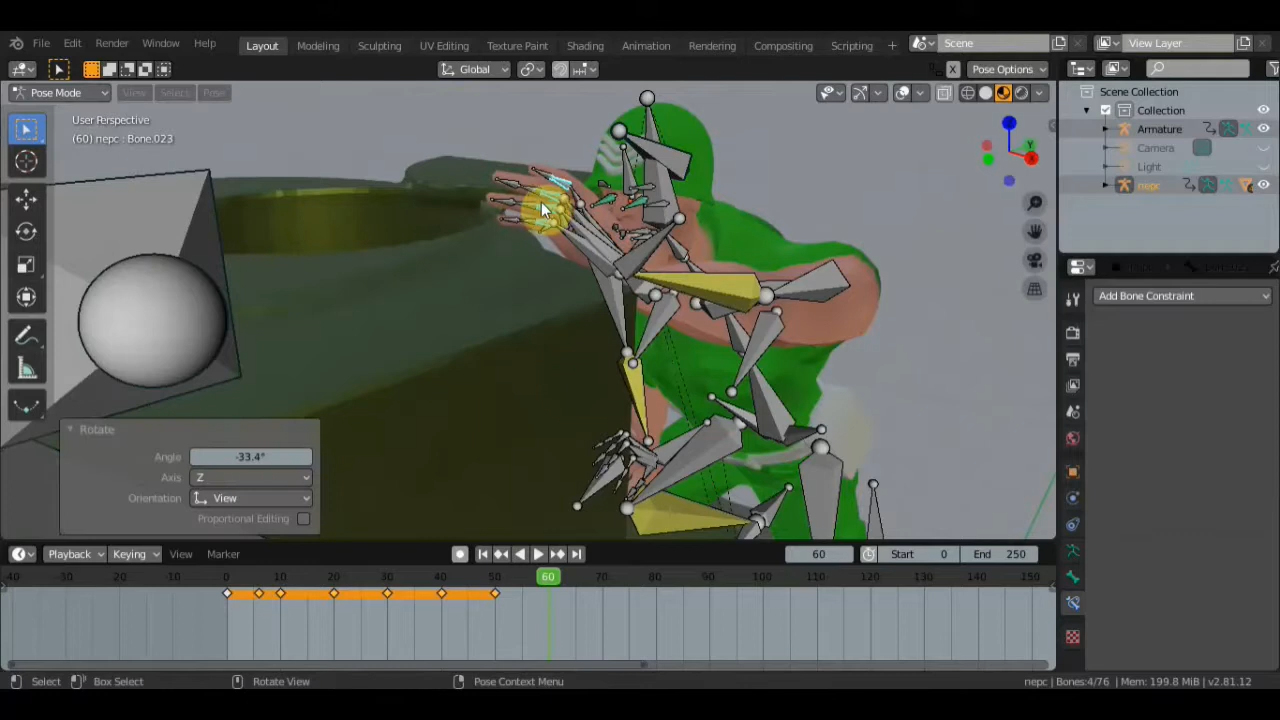 File Edit Render Window Help Layout Modeling Sculpting UV Editing Texture Paint Shading Animation Rendering Compositing Scripting + Scene View Layer
Global X Pose Options
Pose Mode View Select Pose
User Perspective
(60) nepc : Bone.023
Z Y X
Scene Collection
Collection
Armature
Camera
Light
nepc
Add Bone Constraint
Rotate
Angle -33.4°
Axis Z
Orientation View
Proportional Editing
Playback Keying View Marker 60 Start 0 End 250
-40 -30 -20 -10 0 10 20 30 40 50 60 70 80 90 100 110 120 130 140 150
Select Box Select Rotate View Pose Context Menu nepc | Bones:4/76 | Mem: 199.8 MiB | v2.81.12